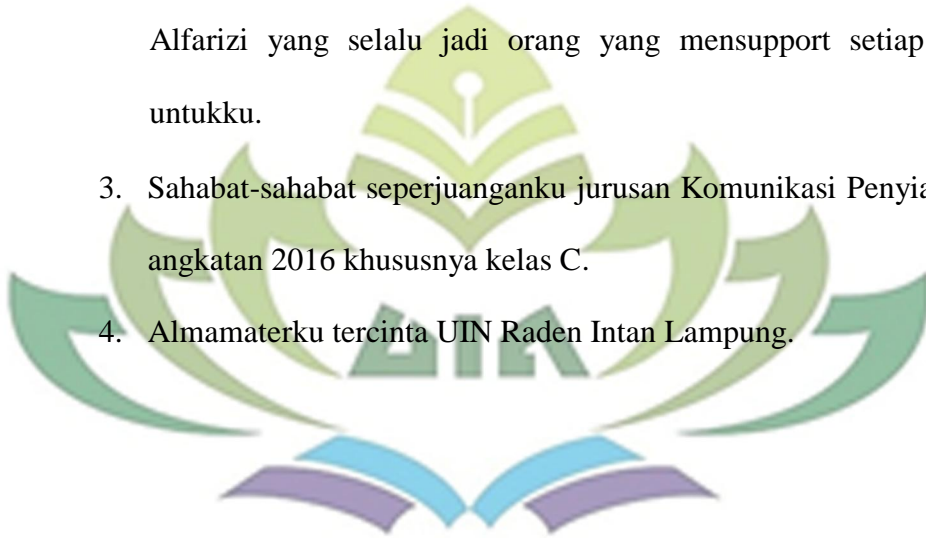 Alfarizi yang selalu jadi orang yang mensupport setiap
untukku.
3. Sahabat-sahabat seperjuanganku jurusan Komunikasi
angkatan 2016 khususnya kelas C.
4. Almamaterku tercinta UIN Raden Intan Lampung.
UIN